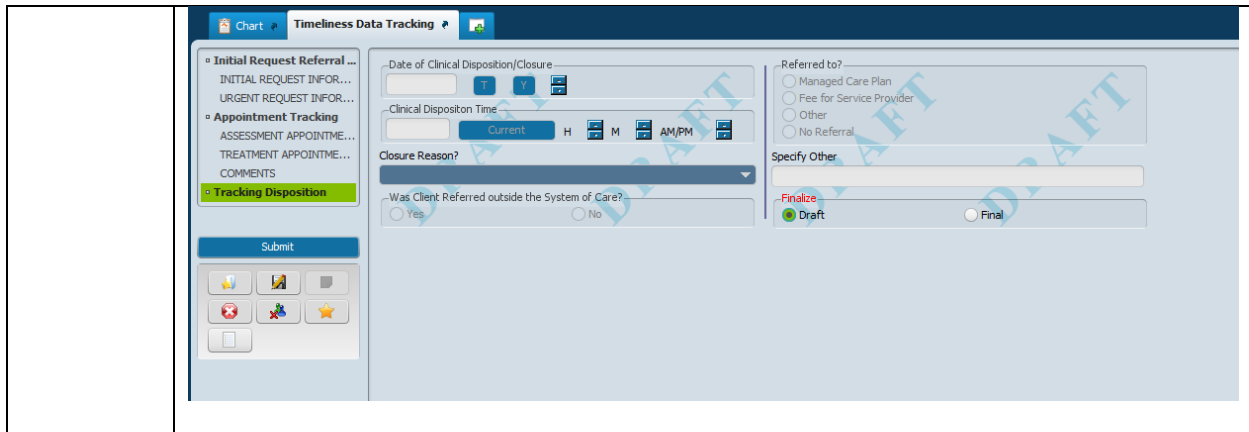 Chart
Timeliness Data Tracking
Initial Request Referral ...
INITIAL REQUEST INFOR...
URGENT REQUEST INFOR...
Appointment Tracking
ASSESSMENT APPOINTME...
TREATMENT APPOINTME...
COMMENTS
Tracking Disposition
Submit
Date of Clinical Disposition/Closure
T Y
Clinical Dispositon Time
Current H M AM/PM
Closure Reason?
Was Client Referred outside the System of Care?
Yes No
Referred to?
Managed Care Plan
Fee for Service Provider
Other
No Referral
Specify Other
Finalize
Draft Final
DRAFT
DRAFT
DRAFT
DRAFT